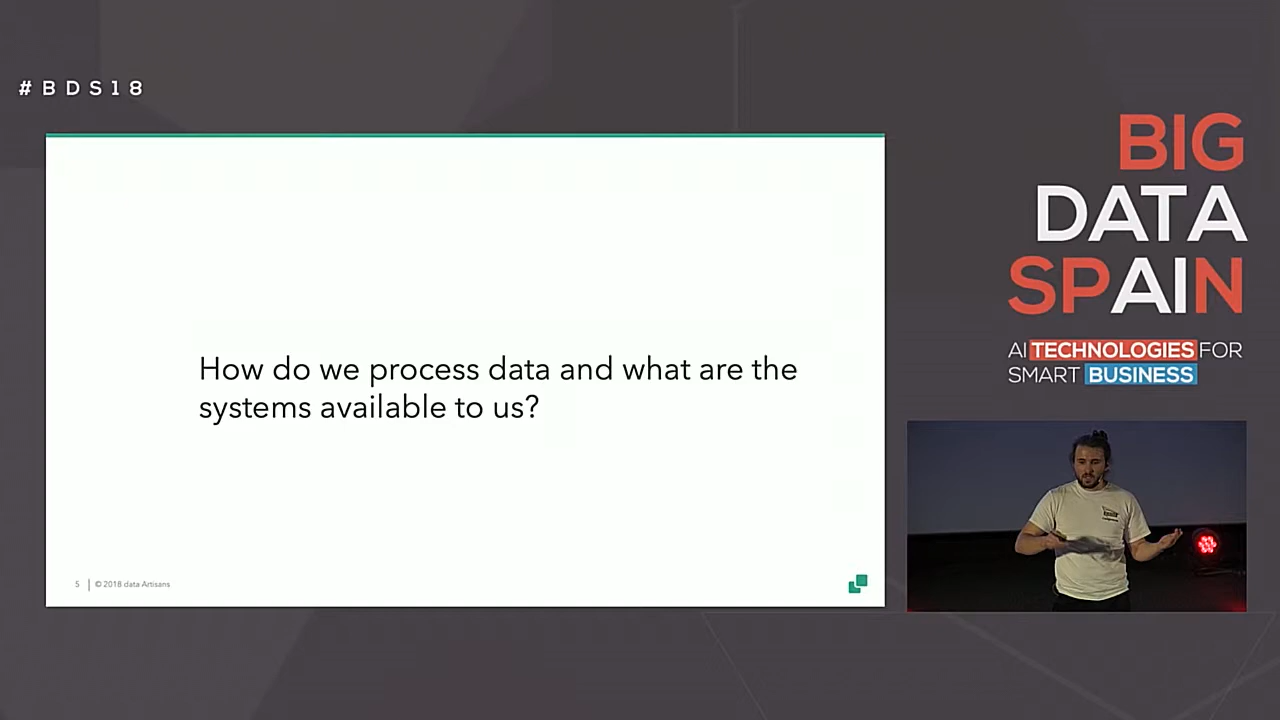 #BDS18
BIG
DATA
SPAIN
AI TECHNOLOGIES FOR
SMART BUSINESS
How do we process data and what are the
systems available to us?
5 | © 2018 data Artisans